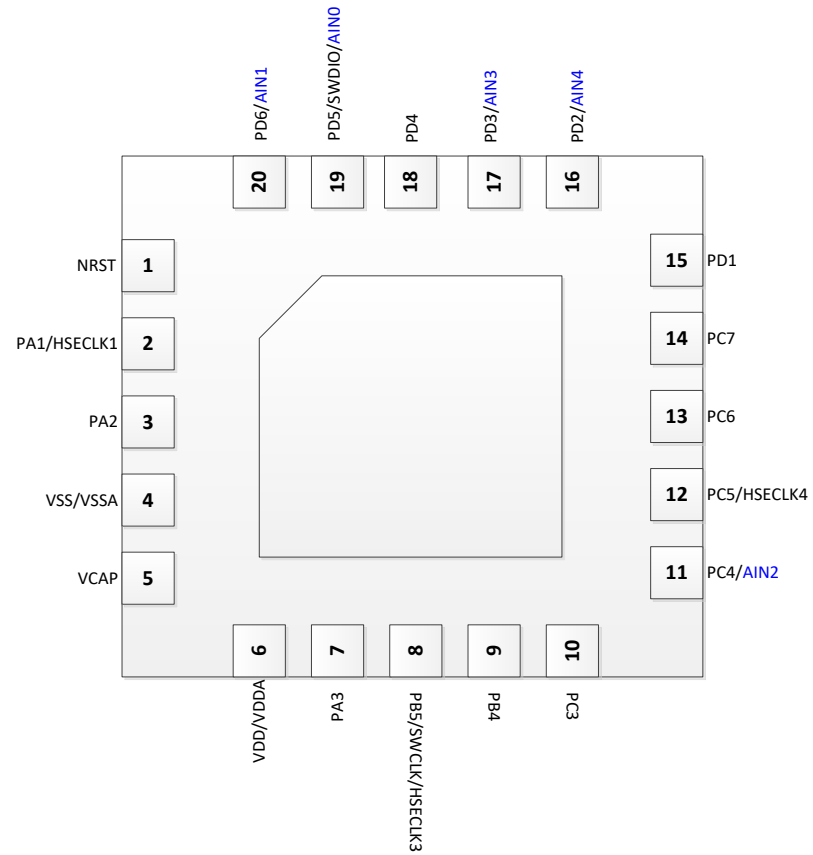 PD6/AIN1
PD5/SWDIO/AIN0
PD4
PD3/AIN3
PD2/AIN4
20
19
18
17
16
NRST 1
PA1/HSECLK1 2
PA2 3
VSS/VSSA 4
VCAP 5
15 PD1
14 PC7
13 PC6
12 PC5/HSECLK4
11 PC4/AIN2
6
7
8
9
10
VDD/VDDA
PA3
PB5/SWCLK/HSECLK3
PB4
PC3